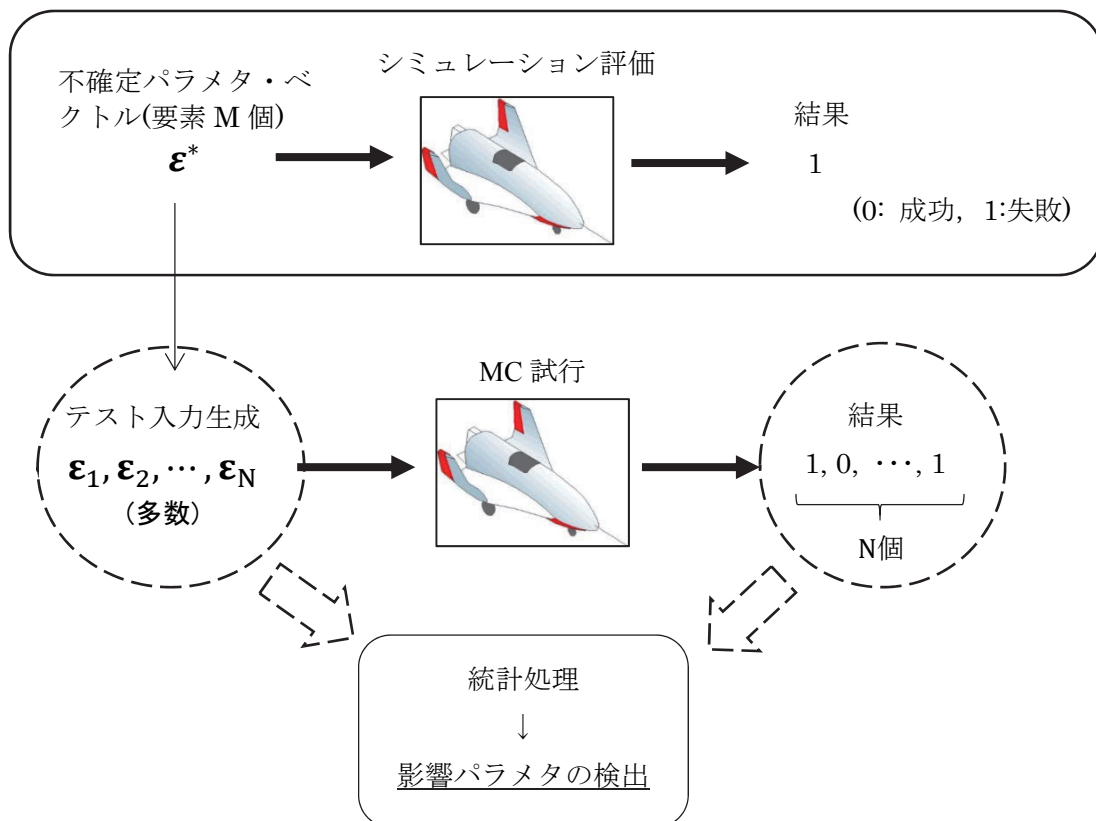 不確定パラメタ・ベ
クトル(要素 M 個)
ε*
シミュレーション評価
結果
1
(0: 成功, 1:失敗)
テスト入力生成
ε₁, ε₂, ⋯ , ε_N
(多数)
MC 試行
結果
1, 0, ⋯, 1
N個
統計処理
↓
影響パラメタの検出